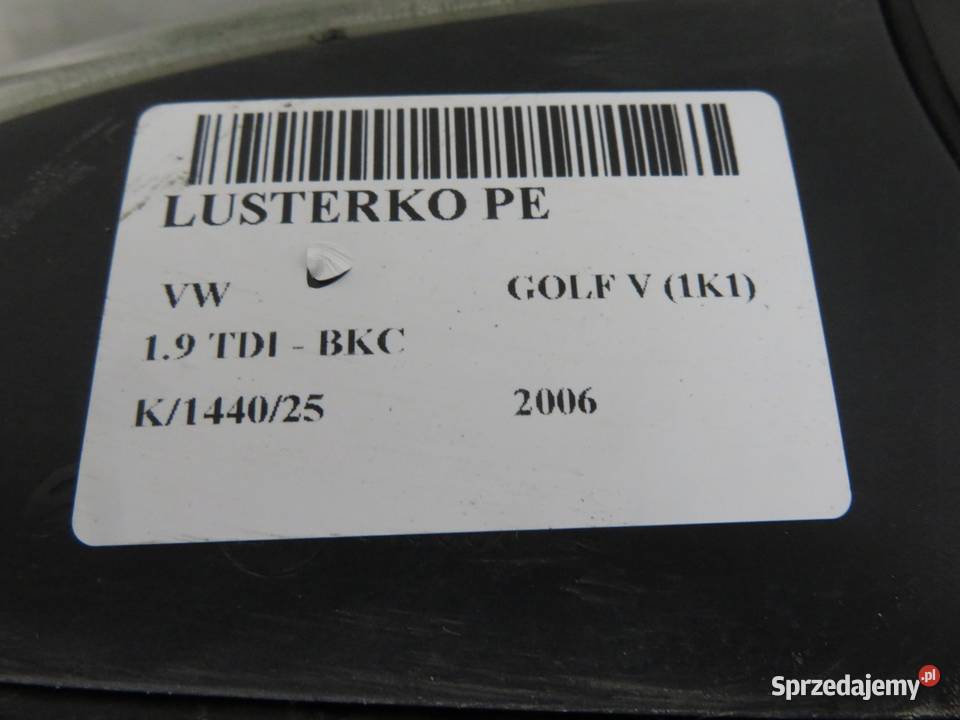 LUSTERKO PE
VW GOLF V (1K1)
1.9 TDI - BKC
K/1440/25 2006
Sprzedajemy.pl